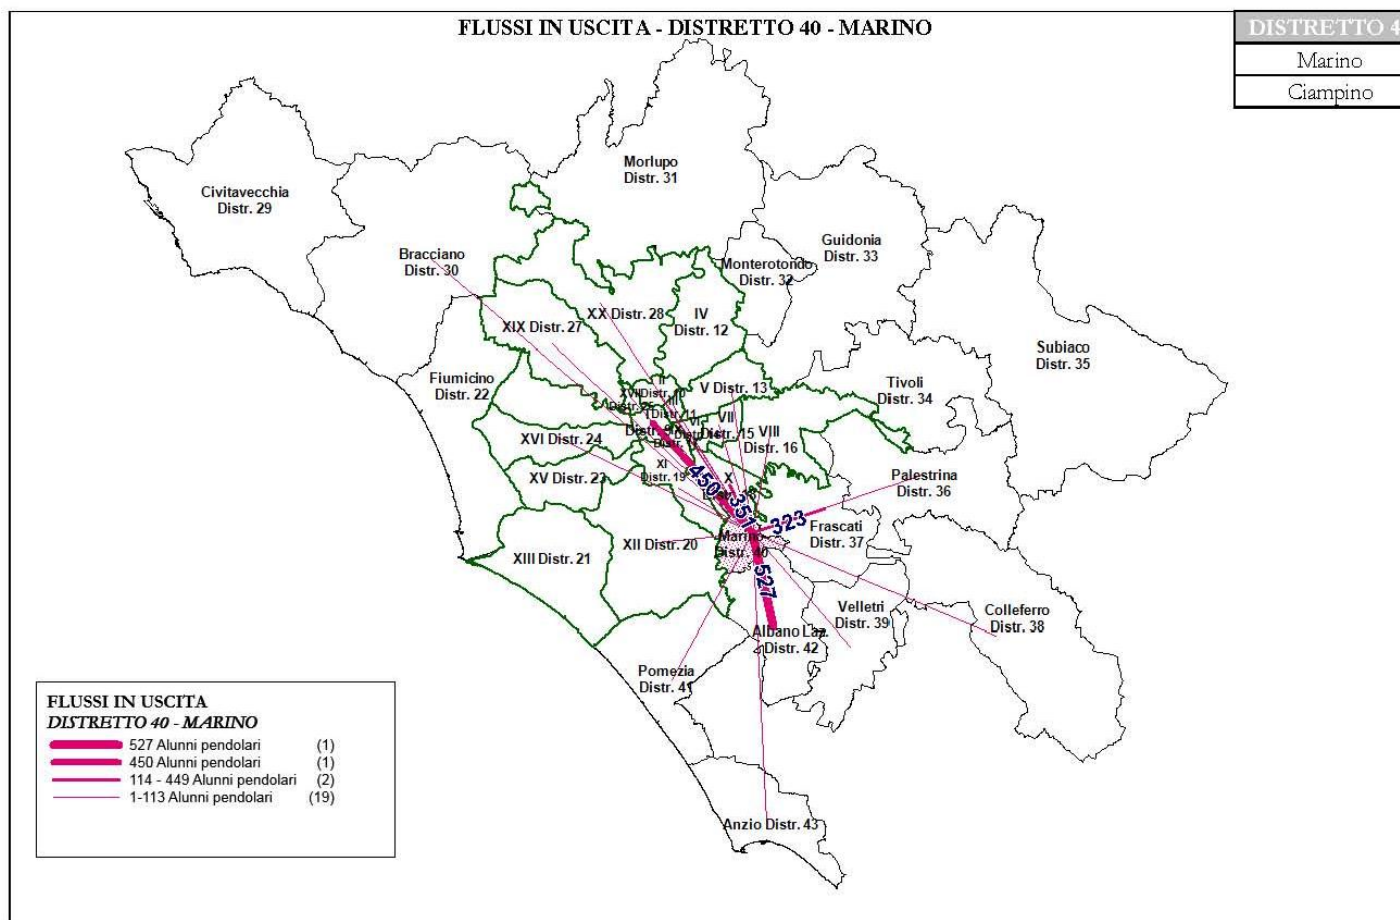 FLUSSI IN USCITA - DISTRETTO 40 - MARINO
DISTRETTO 4
Marino
Ciampino
Morlupo
Distr. 31
Civitavecchia
Distr. 29
Guidonia
Distr. 33
Bracciano
Distr. 30
Monterotondo
Distr. 32
XX Distr. 28
IV
Distr. 12
XIX Distr. 27
Subiaco
Distr. 35
Fiumicino
Distr. 22
V Distr. 13
Tivoli
Distr. 34
II
XVII
III
Distr. 11
VII
Distr. 15
VIII
Distr. 16
XVI Distr. 24
XI
Distr. 19
X
XV Distr. 23
Palestrina
Distr. 36
450
351
323
Frascati
Distr. 37
Marino
Distr. 40
XII Distr. 20
XIII Distr. 21
527
Velletri
Distr. 39
Colleferro
Distr. 38
Albano Laz.
Distr. 42
Pomezia
Distr. 41
Anzio Distr. 43
FLUSSI IN USCITA
DISTRETTO 40 - MARINO
527 Alunni pendolari (1)
450 Alunni pendolari (1)
114 - 449 Alunni pendolari (2)
1-113 Alunni pendolari (19)